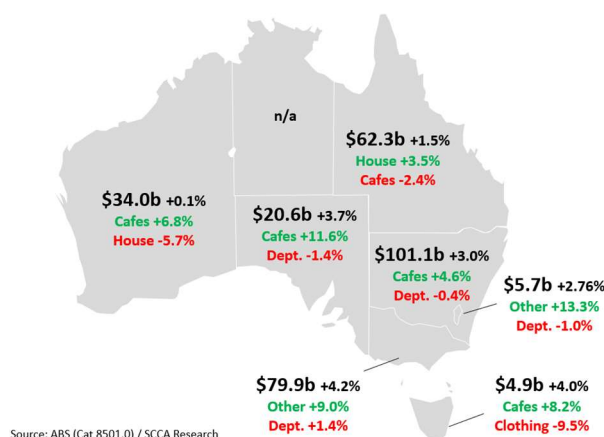 n/a
$62.3b +1.5%
House +3.5%
Cafes -2.4%
$34.0b +0.1%
Cafes +6.8%
House -5.7%
$20.6b +3.7%
Cafes +11.6%
Dept. -1.4%
$101.1b +3.0%
Cafes +4.6%
Dept. -0.4%
$5.7b +2.76%
Other +13.3%
Dept. -1.0%
$79.9b +4.2%
Other +9.0%
Dept. +1.4%
$4.9b +4.0%
Cafes +8.2%
Clothing -9.5%
Source: ABS (Cat 8501.0) / SCCA Research